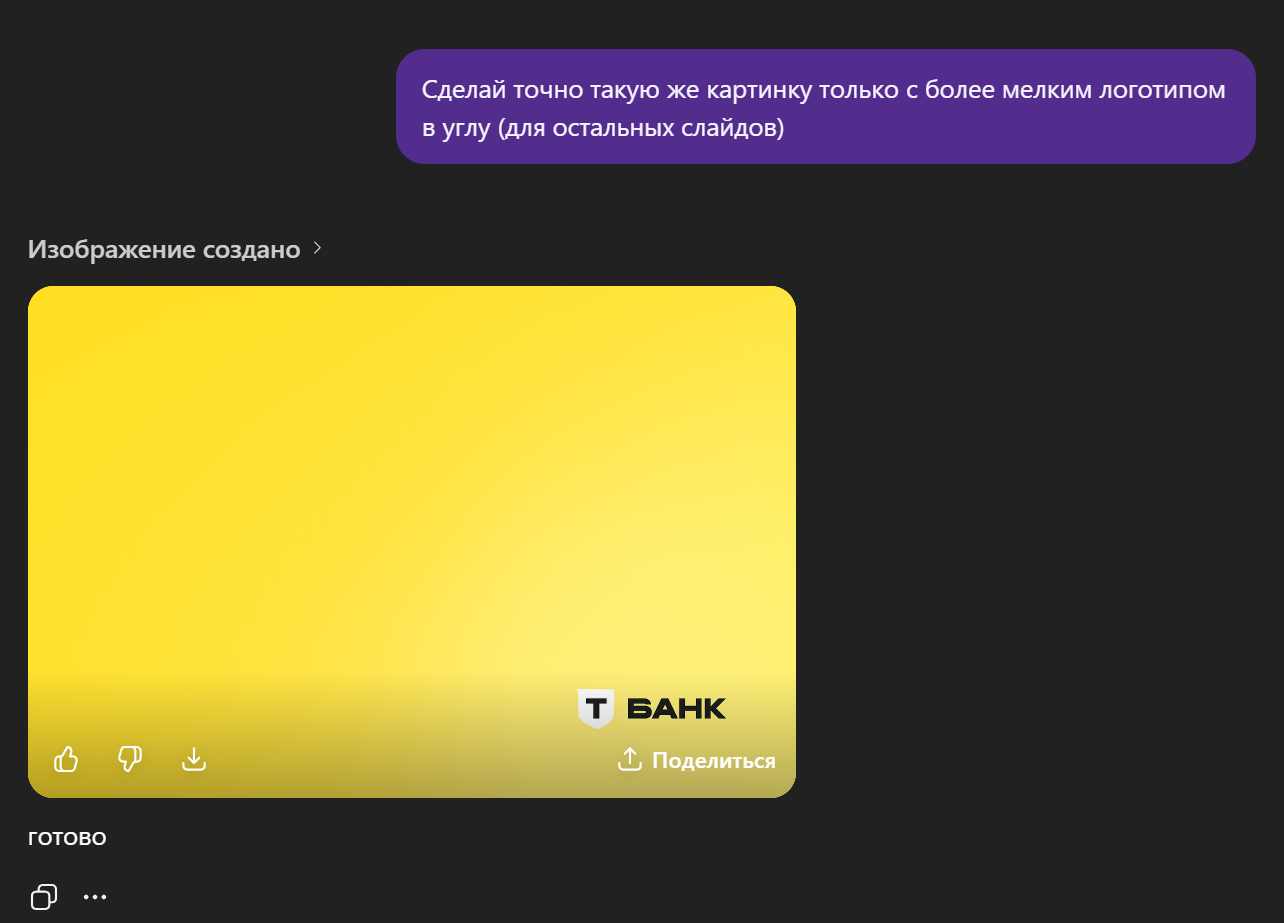 Сделай точно такую же картинку только с более мелким логотипом
в углу (для остальных слайдов)
Изображение создано
Т БАНК
Поделиться
ГОТОВО